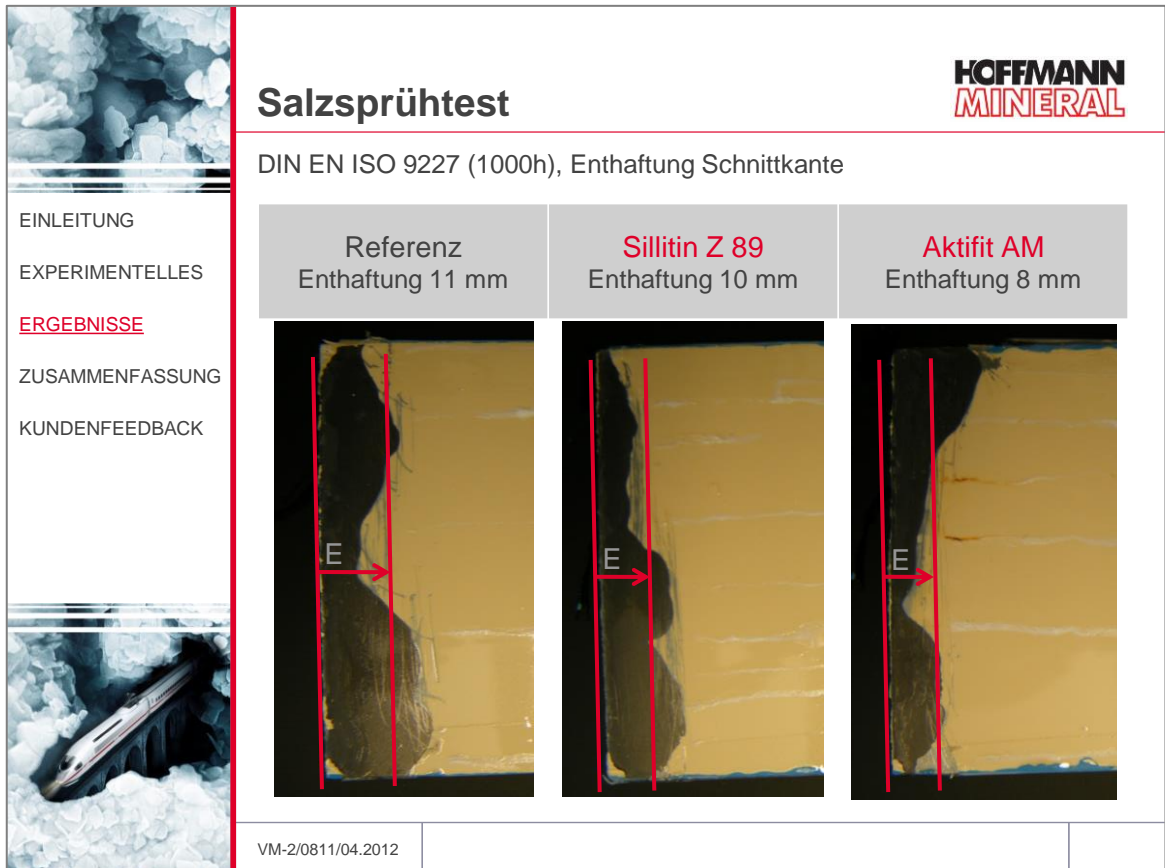 Salzsprühtest
HOFFMANN
MINERAL
DIN EN ISO 9227 (1000h), Enthaftung Schnittkante
EINLEITUNG
EXPERIMENTELLES
ERGEBNISSE
ZUSAMMENFASSUNG
KUNDENFEEDBACK
Referenz
Enthaftung 11 mm
Sillitin Z 89
Enthaftung 10 mm
Aktifit AM
Enthaftung 8 mm
E
E
E
VM-2/0811/04.2012